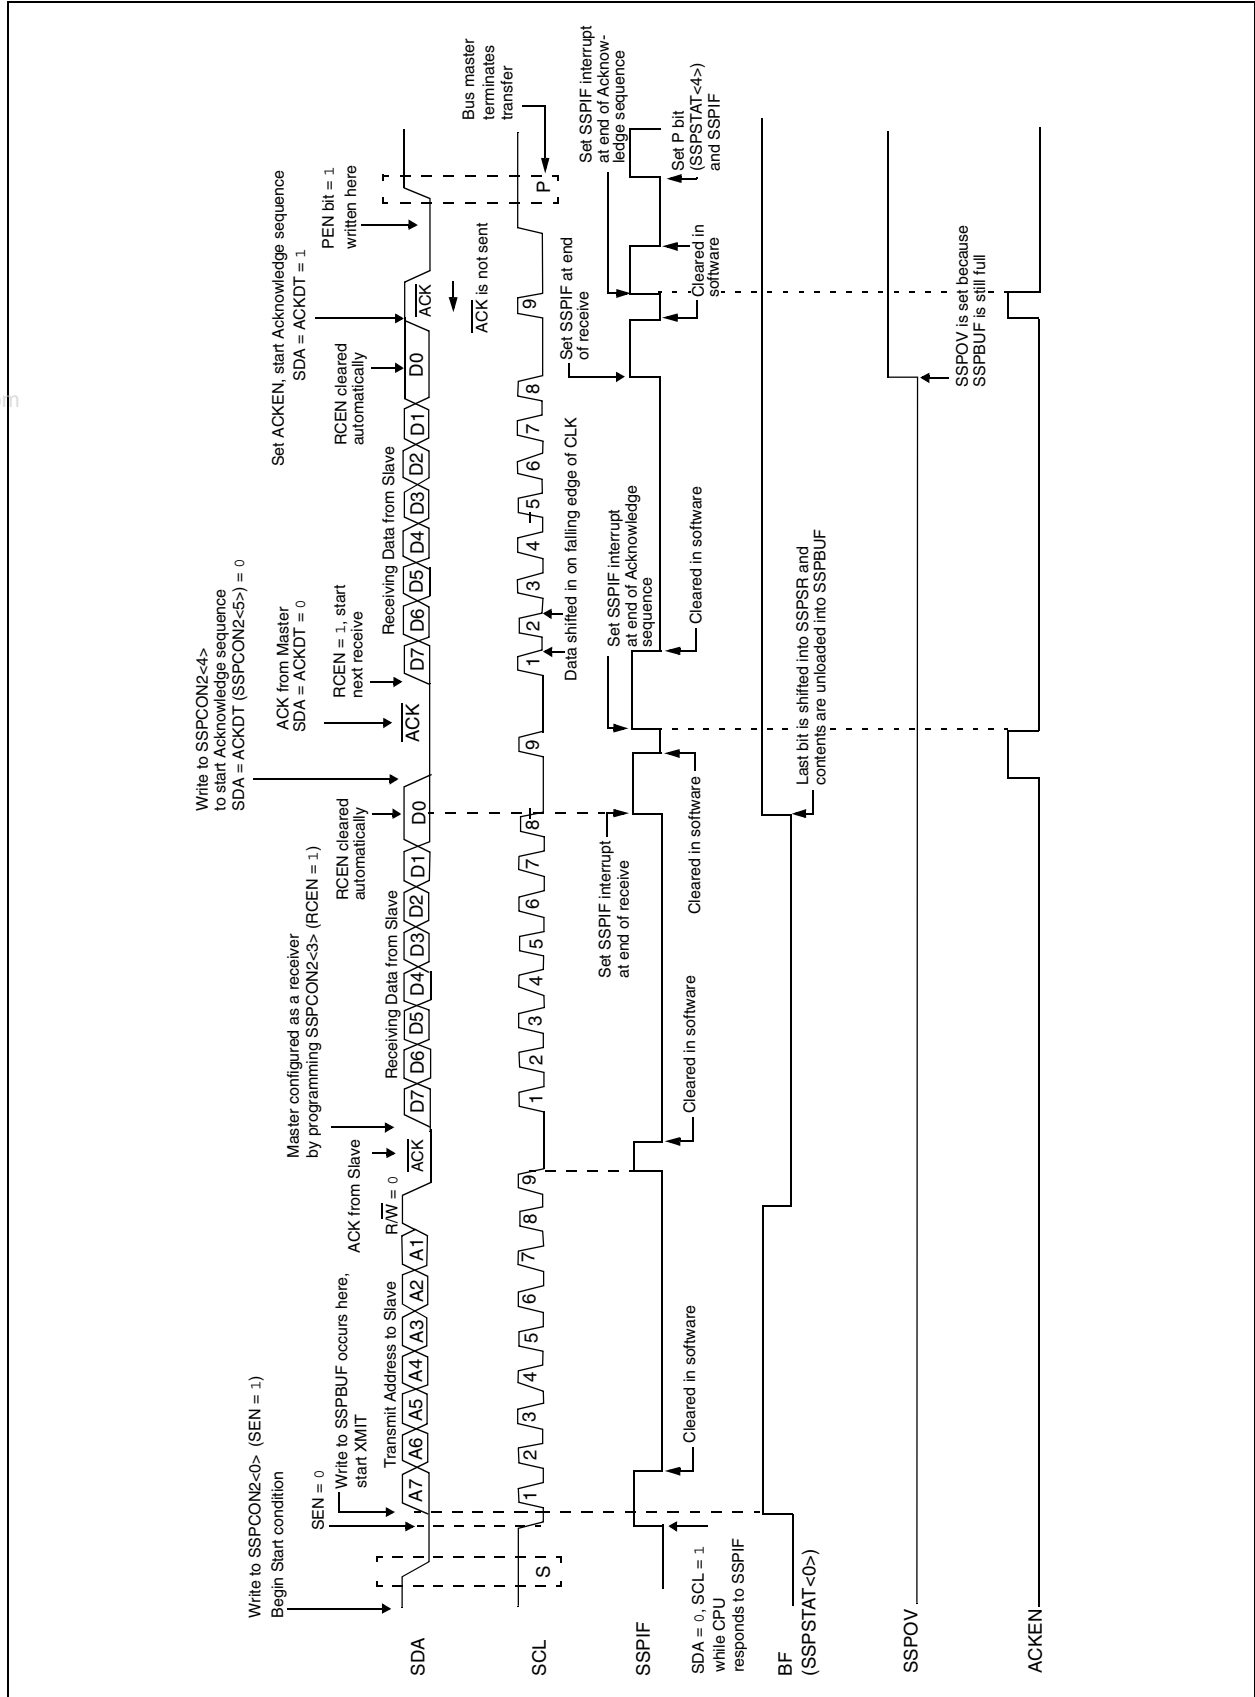 Write to SSPCON2<0> (SEN = 1)
Begin Start condition
SEN = 0
Write to SSPBUF occurs here,
start XMIT
Transmit Address to Slave
R/W = 0
ACK from Slave
Master configured as a receiver
by programming SSPCON2<3> (RCEN = 1)
Receiving Data from Slave
RCEN cleared
automatically
Write to SSPCON2<4>
to start Acknowledge sequence
SDA = ACKDT (SSPCON2<5>) = 0
ACK from Master
SDA = ACKDT = 0
RCEN = 1, start
next receive
Receiving Data from Slave
RCEN cleared
automatically
Set ACKEN, start Acknowledge sequence
SDA = ACKDT = 1
PEN bit = 1
written here
SDA
A7 A6 A5 A4 A3 A2 A1 ACK D7 D6 D5 D4 D3 D2 D1 D0 ACK D7 D6 D5 D4 D3 D2 D1 D0 ACK
ACK is not sent
Bus master
terminates
transfer
SCL
S 1 2 3 4 5 6 7 8 9 1 2 3 4 5 6 7 8 9 1 2 3 4 5 6 7 8 9 P
Data shifted in on falling edge of CLK
Set SSPIF interrupt
at end of receive
Set SSPIF interrupt
at end of Acknowledge
sequence
Set SSPIF at end
of receive
Set SSPIF interrupt
at end of Acknow-
ledge sequence
SSPIF
SDA = 0, SCL = 1
while CPU
responds to SSPIF
Cleared in software
Cleared in software
Cleared in software
Cleared in software
Cleared in
software
Set P bit
(SSPSTAT<4>)
and SSPIF
BF
(SSPSTAT<0>)
Last bit is shifted into SSPSR and
contents are unloaded into SSPBUF
SSPOV
SSPOV is set because
SSPBUF is still full
ACKEN
om